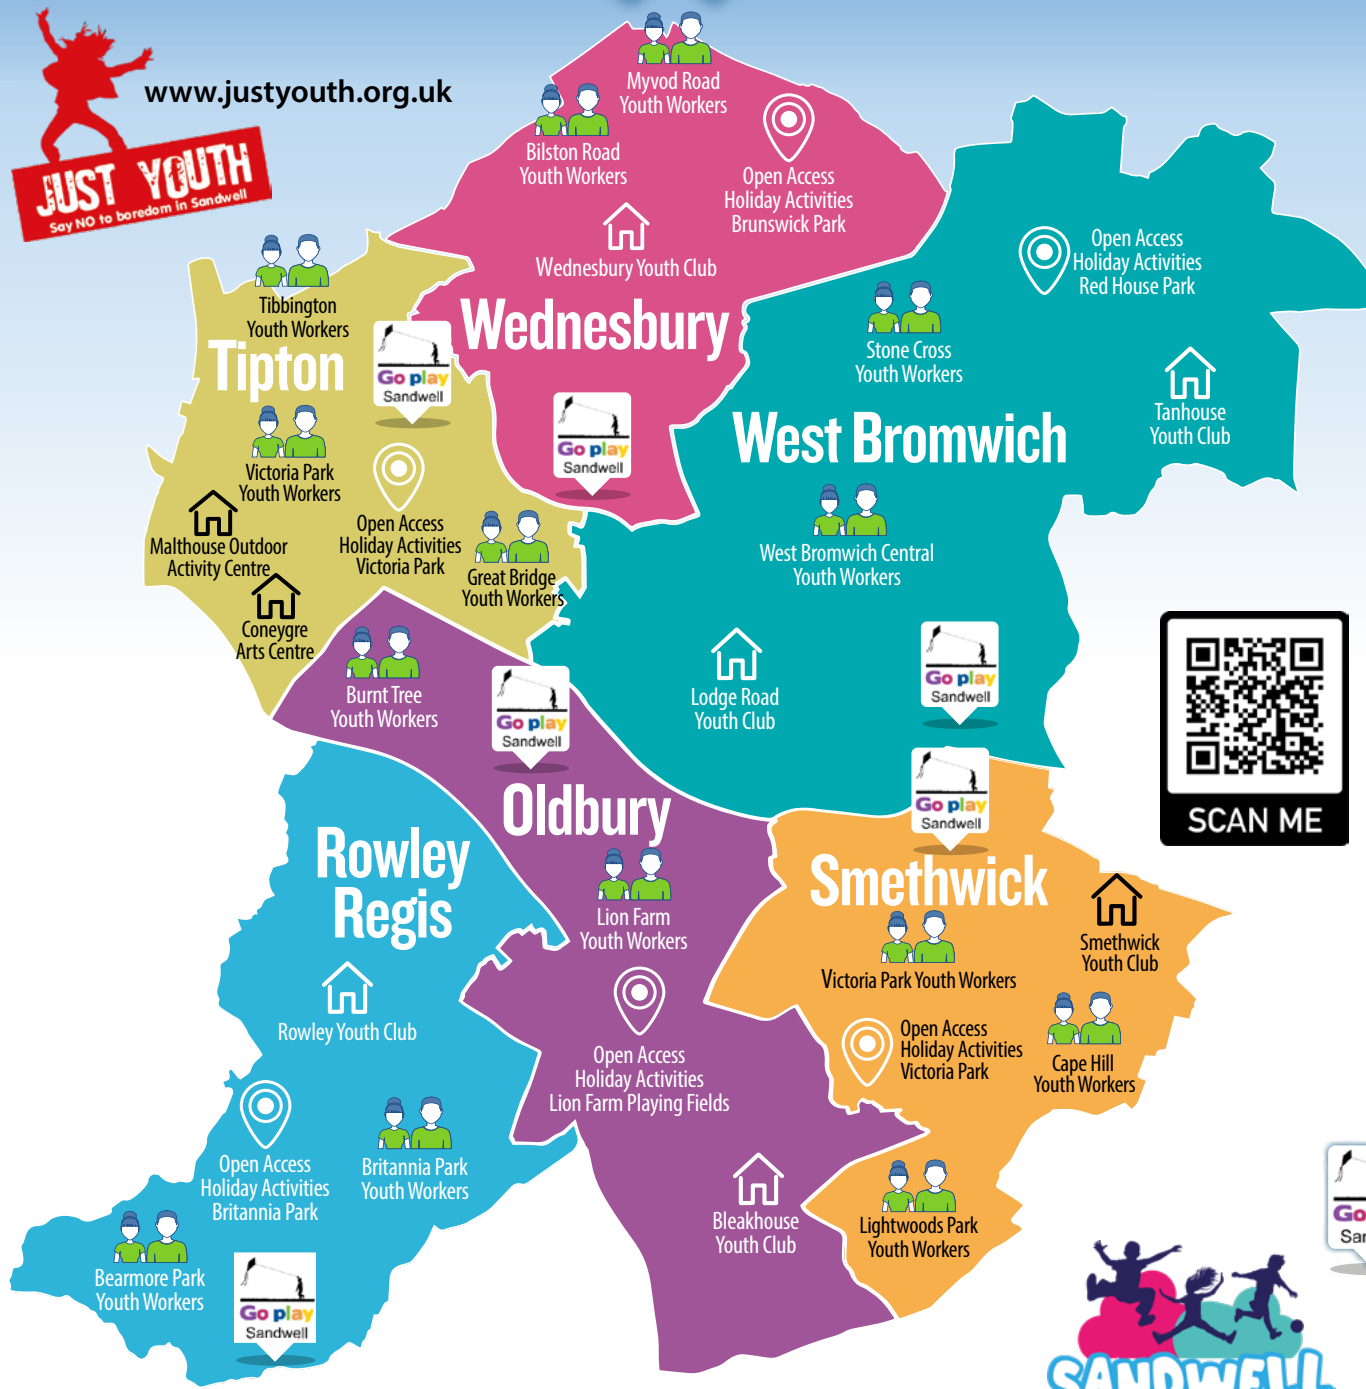 www.justyouth.org.uk
JUST YOUTH
Say NO to boredom in Sandwell
Myvod Road
Youth Workers
Bilston Road
Youth Workers
Open Access
Holiday Activities
Brunswick Park
Wednesbury Youth Club
Wednesbury
Go play
Sandwell
Tibbington
Youth Workers
Tipton
Go play
Sandwell
Victoria Park
Youth Workers
Malthouse Outdoor
Activity Centre
Open Access
Holiday Activities
Victoria Park
Great Bridge
Youth Workers
Coneygre
Arts Centre
Open Access
Holiday Activities
Red House Park
Stone Cross
Youth Workers
Tanhouse
Youth Club
West Bromwich
West Bromwich Central
Youth Workers
Lodge Road
Youth Club
Go play
Sandwell
Burnt Tree
Youth Workers
Go play
Sandwell
Oldbury
Lion Farm
Youth Workers
Open Access
Holiday Activities
Lion Farm Playing Fields
Bleakhouse
Youth Club
SCAN ME
Go play
Sandwell
Smethwick
Smethwick
Youth Club
Victoria Park Youth Workers
Open Access
Holiday Activities
Victoria Park
Cape Hill
Youth Workers
Lightwoods Park
Youth Workers
Rowley
Regis
Rowley Youth Club
Open Access
Holiday Activities
Britannia Park
Britannia Park
Youth Workers
Bearmore Park
Youth Workers
Go play
Sandwell
Go
Sar
SANDWELL